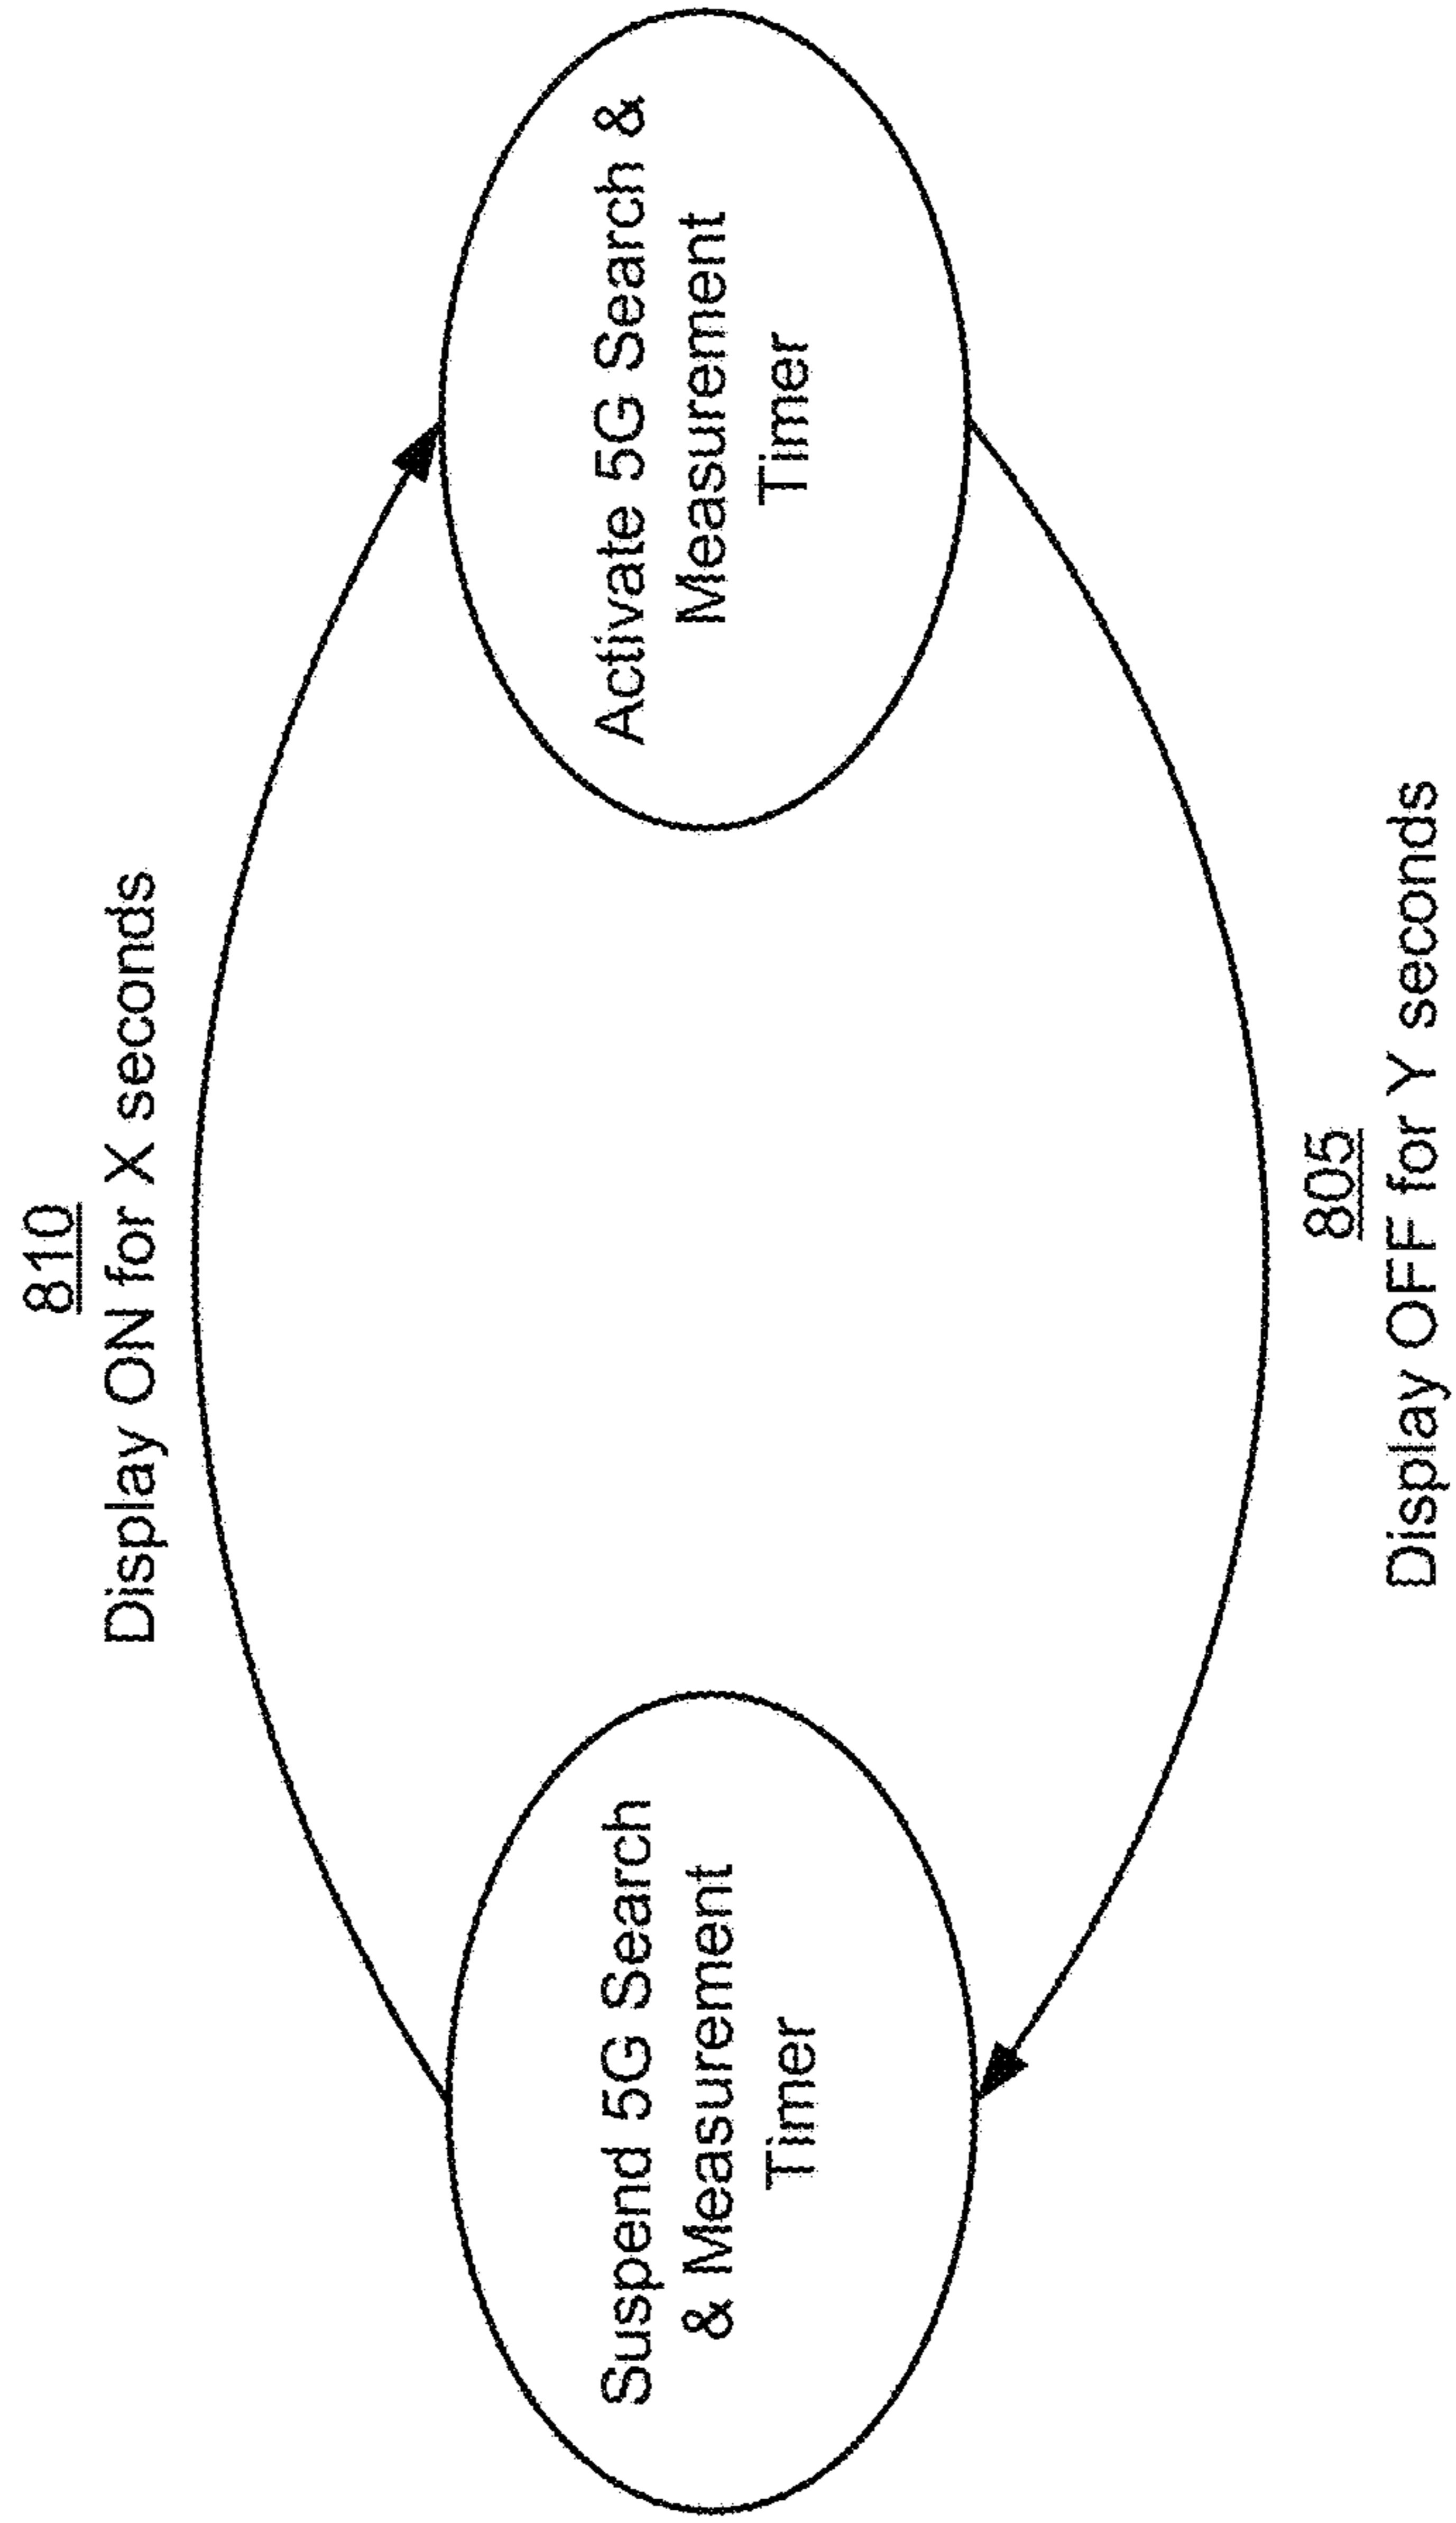 810
Display ON for X seconds
Suspend 5G Search
& Measurement
Timer
Activate 5G Search &
Measurement
Timer
805
Display OFF for Y seconds